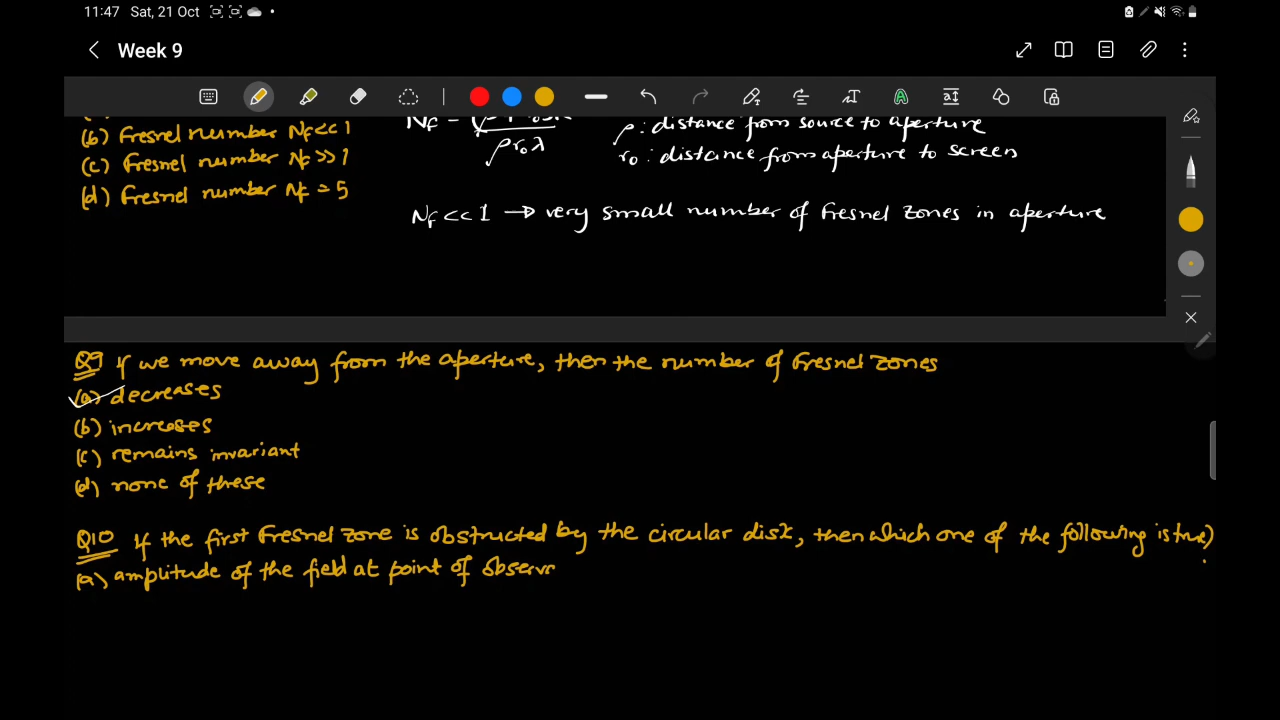 11:47 Sat, 21 Oct
Week 9
(b) Fresnel number Nf << 1
(c) Fresnel number Nf >> 1
(d) Fresnel number Nf = 5
Nf =
ρ r₀ λ
ρ : distance from source to aperture
r₀ : distance from aperture to screen
Nf << 1 → very small number of Fresnel zones in aperture
Q9 If we move away from the aperture, then the number of Fresnel zones
(a) decreases
(b) increases
(c) remains invariant
(d) none of these
Q10 If the first Fresnel zone is obstructed by the circular disk, then which one of the following is true?
(a) amplitude of the field at point of observa